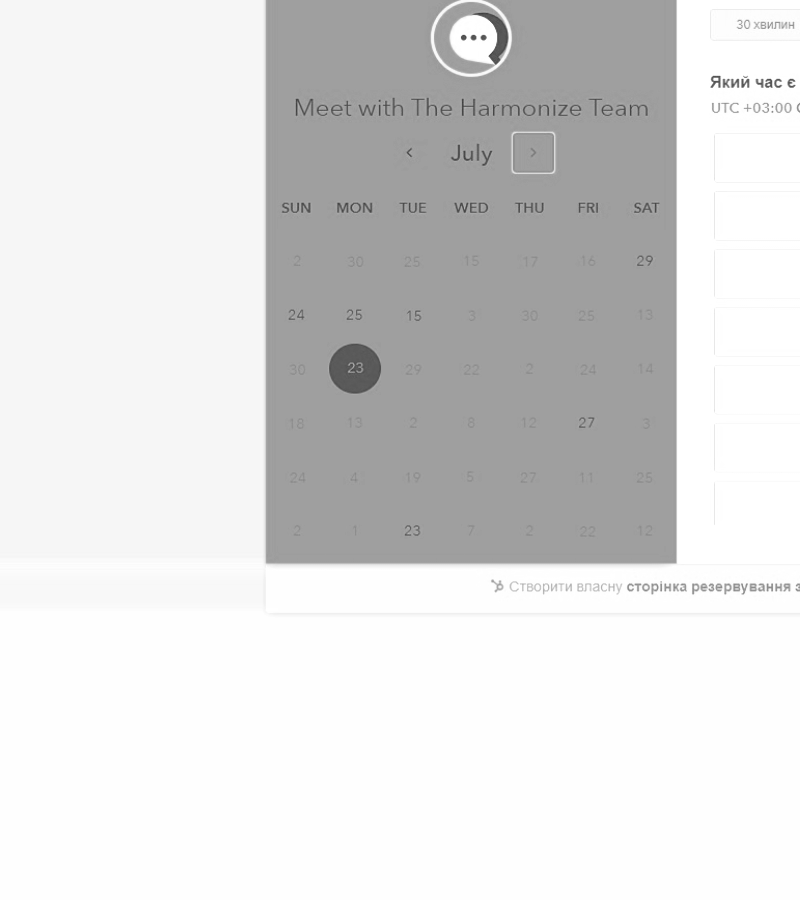 30 хвилин
Meet with The Harmonize Team
Який час є
July
UTC +03:00
SUN MON TUE WED THU FRI SAT
2 30 25 15 17 16 29
24 25 15 3 30 25 13
30 23 29 22 2 24 14
18 13 2 8 12 27 3
24 4 19 5 27 11 25
2 1 23 7 2 22 12
Створити власну сторінка резервування з